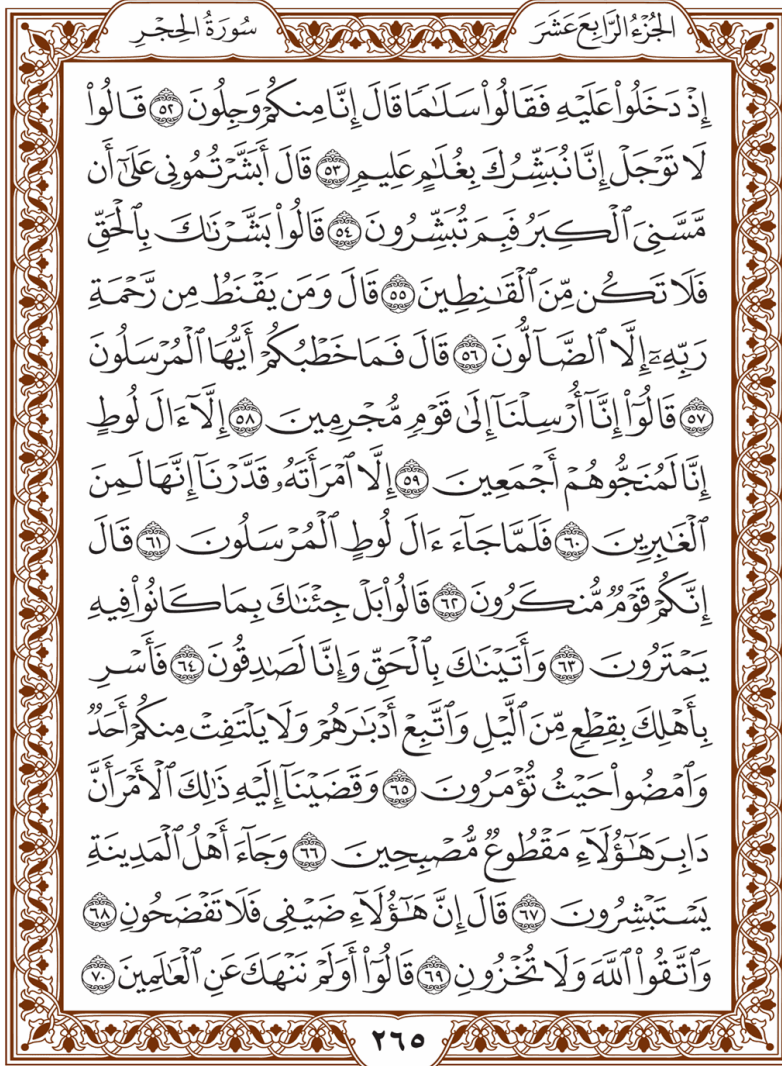 الجُزْءُ الرَّابِعَ عَشَرَ
سُورَةُ الحِجْرِ
إِذْ دَخَلُوا۟ عَلَيْهِ فَقَالُوا۟ سَلَـٰمًا قَالَ إِنَّا مِنكُمْ وَجِلُونَ ٥٢ قَالُوا۟
لَا تَوْجَلْ إِنَّا نُبَشِّرُكَ بِغُلَـٰمٍ عَلِيمٍ ٥٣ قَالَ أَبَشَّرْتُمُونِى عَلَىٰٓ أَن
مَّسَّنِىَ ٱلْكِبَرُ فَبِمَ تُبَشِّرُونَ ٥٤ قَالُوا۟ بَشَّرْنَـٰكَ بِٱلْحَقِّ
فَلَا تَكُن مِّنَ ٱلْقَـٰنِطِينَ ٥٥ قَالَ وَمَن يَقْنَطُ مِن رَّحْمَةِ
رَبِّهِۦٓ إِلَّا ٱلضَّآلُّونَ ٥٦ قَالَ فَمَا خَطْبُكُمْ أَيُّهَا ٱلْمُرْسَلُونَ
٥٧ قَالُوٓا۟ إِنَّآ أُرْسِلْنَآ إِلَىٰ قَوْمٍ مُّجْرِمِينَ ٥٨ إِلَّآ ءَالَ لُوطٍ
إِنَّا لَمُنَجُّوهُمْ أَجْمَعِينَ ٥٩ إِلَّا ٱمْرَأَتَهُۥ قَدَّرْنَآ إِنَّهَا لَمِنَ
ٱلْغَـٰبِرِينَ ٦٠ فَلَمَّا جَآءَ ءَالَ لُوطٍ ٱلْمُرْسَلُونَ ٦١ قَالَ
إِنَّكُمْ قَوْمٌ مُّنكَرُونَ ٦٢ قَالُوا۟ بَلْ جِئْنَـٰكَ بِمَا كَانُوا۟ فِيهِ
يَمْتَرُونَ ٦٣ وَأَتَيْنَـٰكَ بِٱلْحَقِّ وَإِنَّا لَصَـٰدِقُونَ ٦٤ فَأَسْرِ
بِأَهْلِكَ بِقِطْعٍ مِّنَ ٱلَّيْلِ وَٱتَّبِعْ أَدْبَـٰرَهُمْ وَلَا يَلْتَفِتْ مِنكُمْ أَحَدٌ
وَٱمْضُوا۟ حَيْثُ تُؤْمَرُونَ ٦٥ وَقَضَيْنَآ إِلَيْهِ ذَٰلِكَ ٱلْأَمْرَ أَنَّ
دَابِرَ هَـٰٓؤُلَآءِ مَقْطُوعٌ مُّصْبِحِينَ ٦٦ وَجَآءَ أَهْلُ ٱلْمَدِينَةِ
يَسْتَبْشِرُونَ ٦٧ قَالَ إِنَّ هَـٰٓؤُلَآءِ ضَيْفِى فَلَا تَفْضَحُونِ ٦٨
وَٱتَّقُوا۟ ٱللَّهَ وَلَا تُخْزُونِ ٦٩ قَالُوٓا۟ أَوَلَمْ نَنْهَكَ عَنِ ٱلْعَـٰلَمِينَ ٧٠
٢٦٥